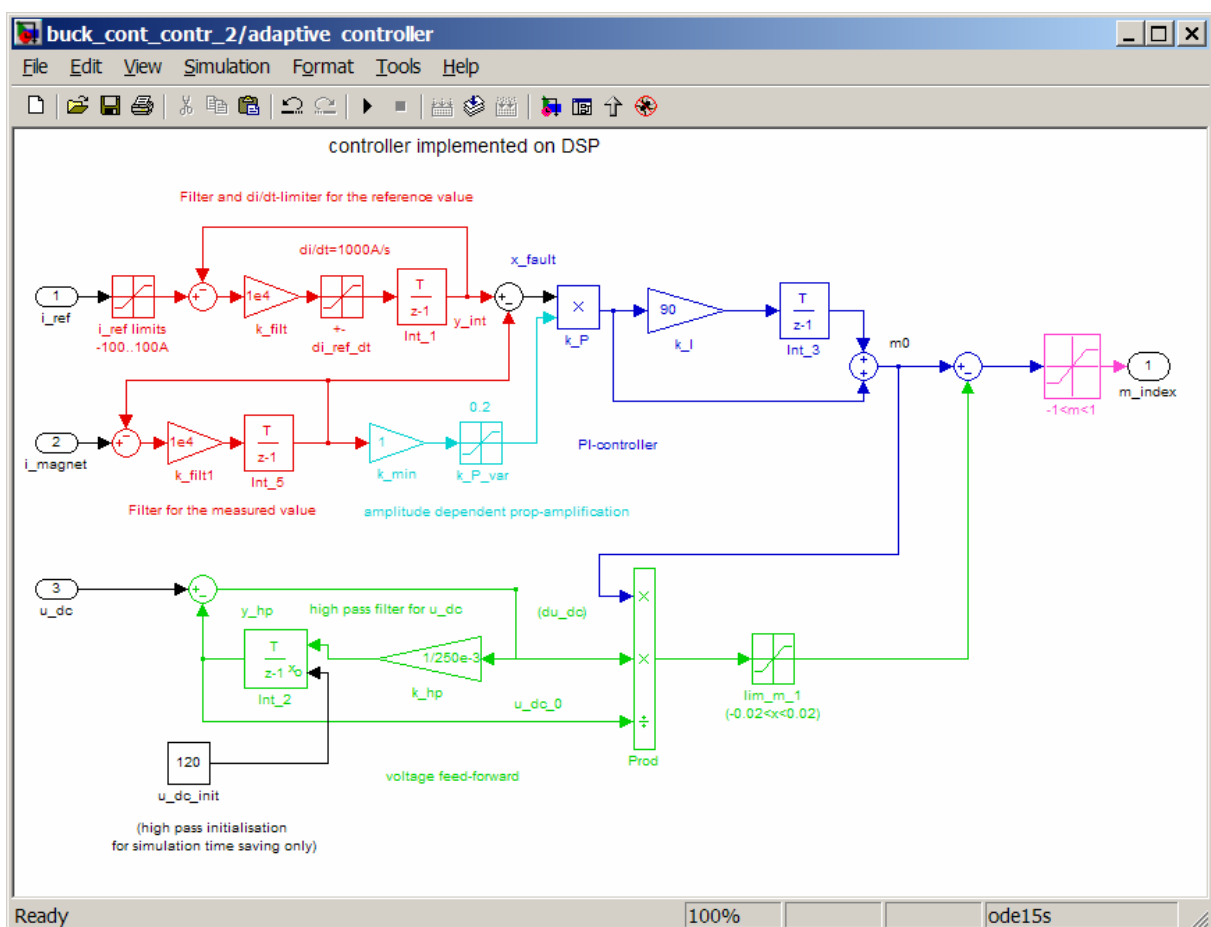 buck_cont_contr_2/adaptive controller
File Edit View Simulation Format Tools Help
controller implemented on DSP
Filter and di/dt-limiter for the reference value
di/dt=1000A/s
x_fault
1
i_ref
i_ref limits
-100..100A
+
-
1e4
k_filt
+-
di_ref_dt
T
z-1
Int_1
y_int
+
-
×
k_P
90
k_I
T
z-1
Int_3
+
+
m0
+
-
-1<m<1
1
m_index
2
i_magnet
+
-
1e4
k_filt1
T
z-1
Int_5
1
k_min
0.2
k_P_var
PI-controller
Filter for the measured value
amplitude dependent prop-amplification
3
u_dc
+
-
y_hp
high pass filter for u_dc
(du_dc)
T
z-1
xo
Int_2
1/250e-3
k_hp
u_dc_0
×
×
÷
Prod
lim_m_1
(-0.02<x<0.02)
120
u_dc_init
voltage feed-forward
(high pass initialisation
for simulation time saving only)
Ready 100% ode15s